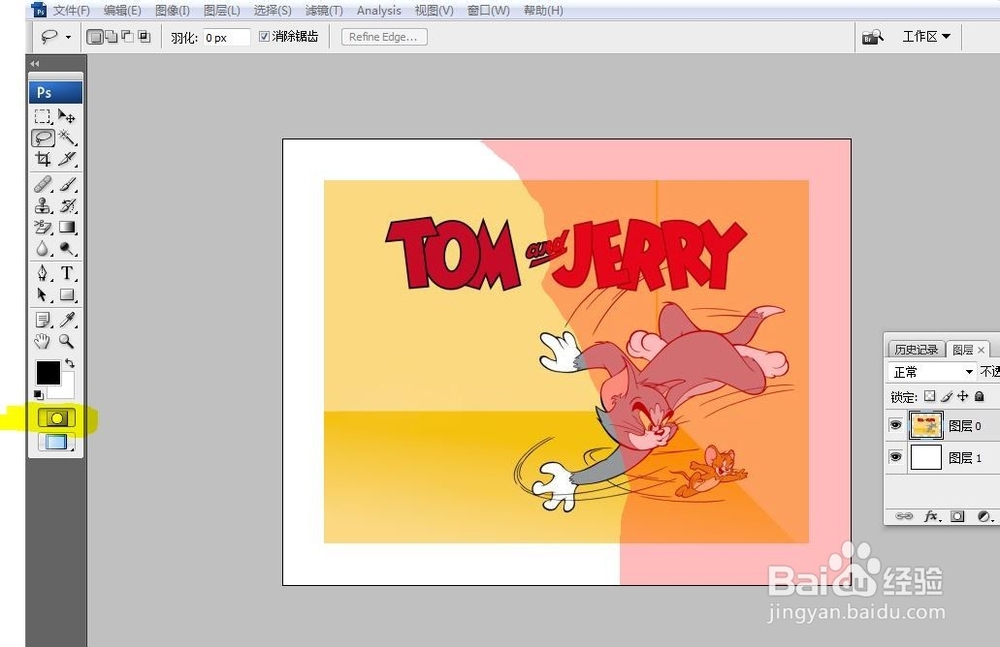 文件(F) 编辑(E) 图像(I) 图层(L) 选择(S) 滤镜(T) Analysis 视图(V) 窗口(W) 帮助(H)
羽化: 0 px 消除锯齿 Refine Edge... 工作区
Ps
TOM and JERRY
历史记录 图层
正常 不透
锁定:
图层 0
图层 1
fx
T
Baidu 经验
jingyan.baidu.com